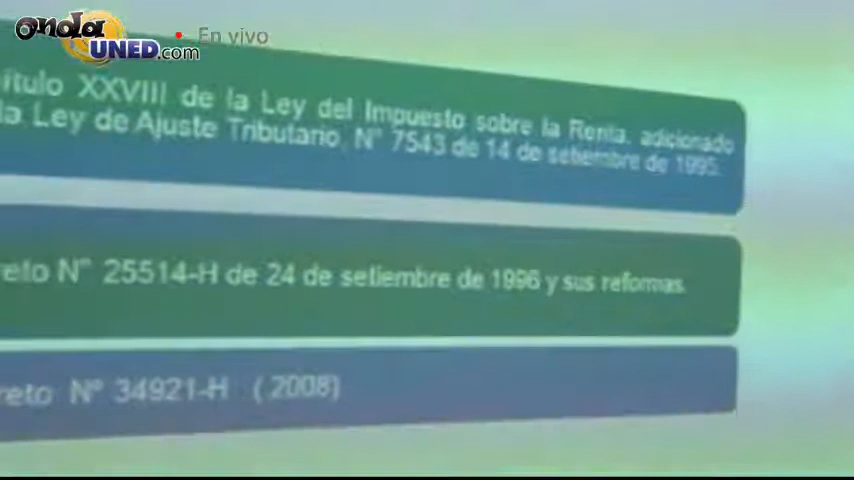 onda UNED.com
En vivo
ítulo XXVIII de la Ley del Impuesto sobre la Renta, adicionado
la Ley de Ajuste Tributario, N° 7543 de 14 de setiembre de 1995.
reto N° 25514-H de 24 de setiembre de 1996 y sus reformas.
reto Nº 34921-H (2008)